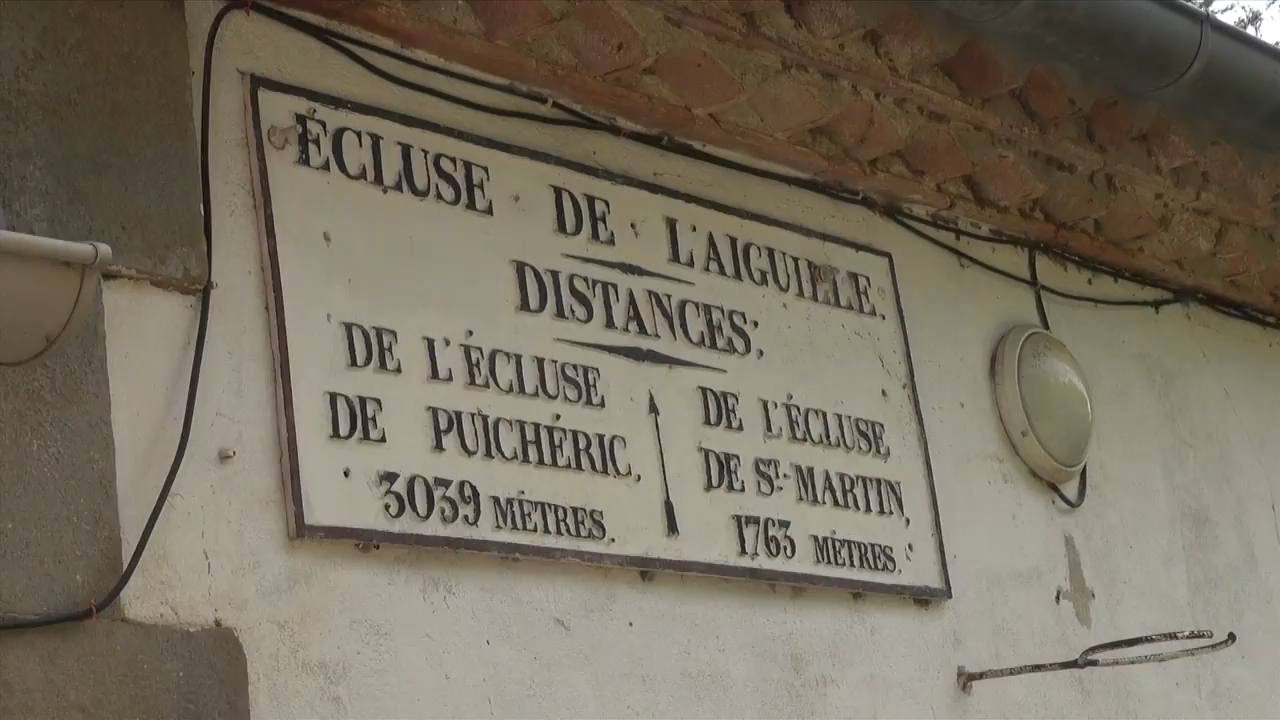 ÉCLUSE DE L'AIGUILLE.
DISTANCES:
DE L'ÉCLUSE
DE PUICHÉRIC,
3039 MÈTRES.
DE L'ÉCLUSE
DE ST. MARTIN,
1763 MÈTRES.